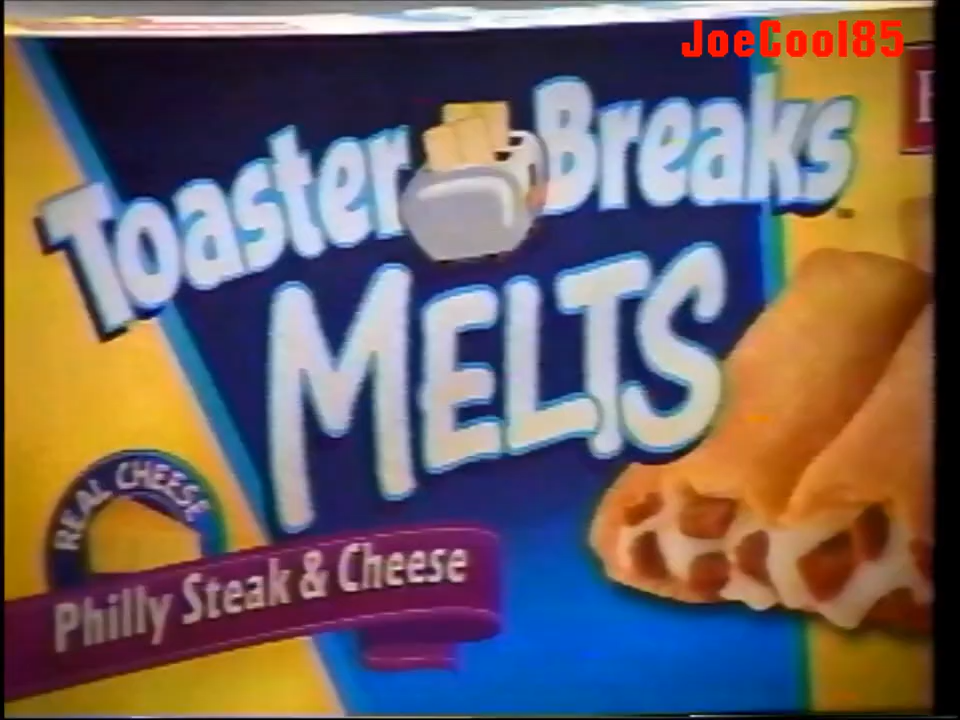 JoeCool85
Toaster Breaks
MELTS
REAL CHEESE
Philly Steak & Cheese